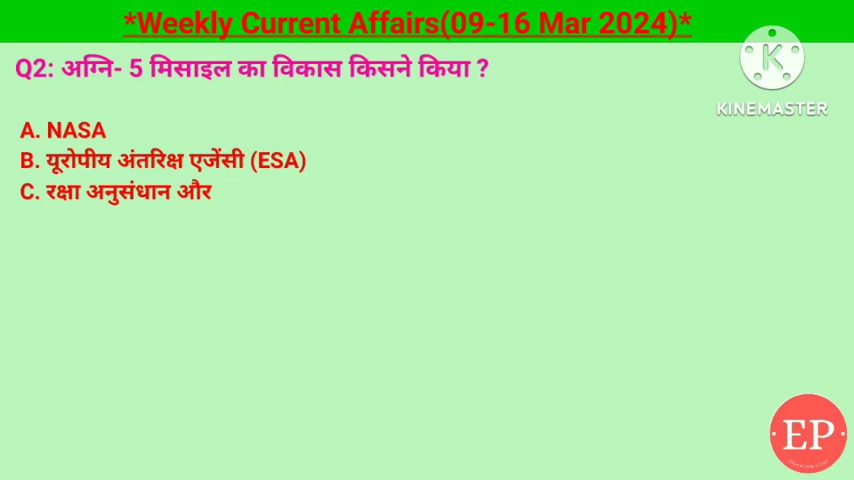 *Weekly Current Affairs(09-16 Mar 2024)*
Q2: अग्नि- 5 मिसाइल का विकास किसने किया ?
K
KINEMASTER
A. NASA
B. यूरोपीय अंतरिक्ष एजेंसी (ESA)
C. रक्षा अनुसंधान और
EP